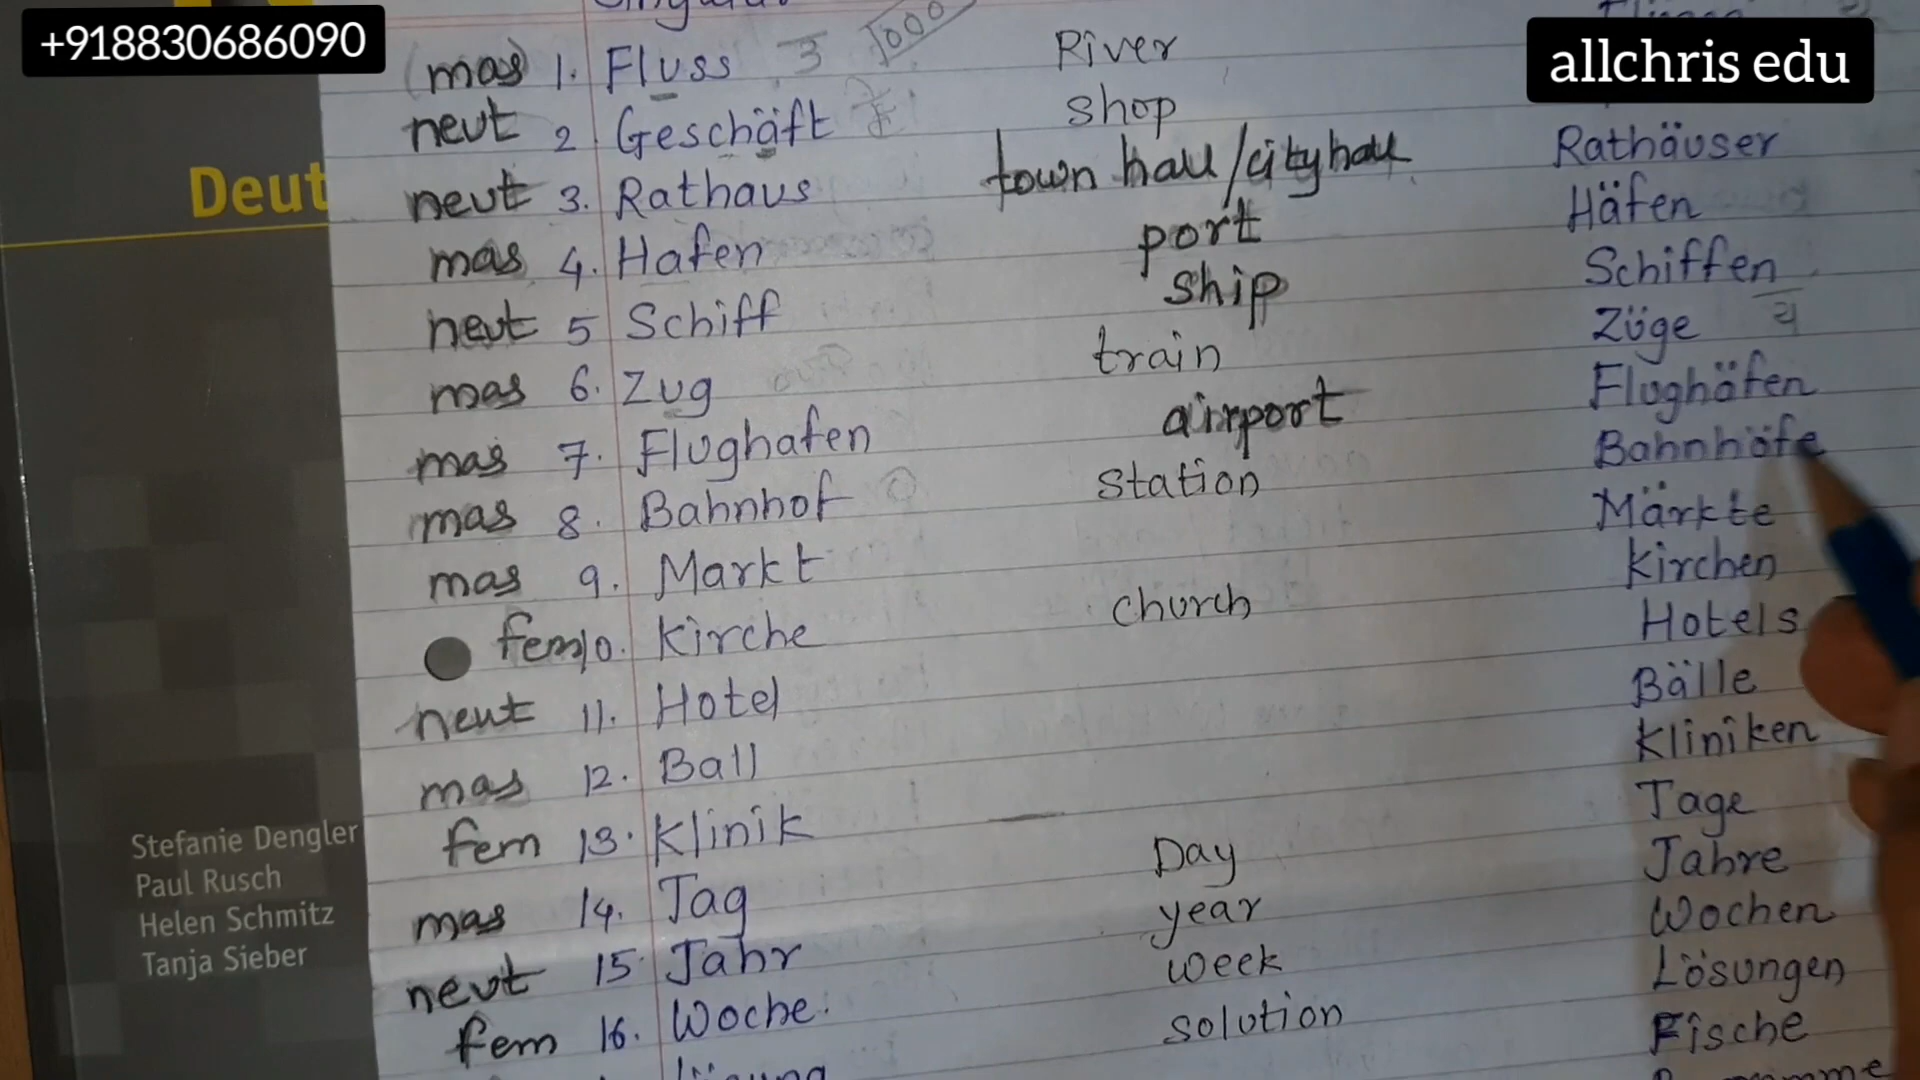 +918830686090
allchris edu
(mas) 1. Fluss River
neut 2. Geschäft shop
neut 3. Rathaus town hall/cityhall Rathäuser
mas 4. Hafen port Häfen
neut 5 Schiff ship Schiffen
mas 6. Zug train Züge
mas 7. Flughafen airport Flughäfen
mas 8. Bahnhof station Bahnhöfe
mas 9. Markt Märkte
fem 10. Kirche church Kirchen
neut 11. Hotel Hotels
mas 12. Ball Bälle
fem 13. Klinik Kliniken
mas 14. Tag Day Tage
neut 15. Jahr year Jahre
fem 16. Woche. week Wochen
solution Lösungen
Fische
Deut
Stefanie Dengler
Paul Rusch
Helen Schmitz
Tanja Sieber